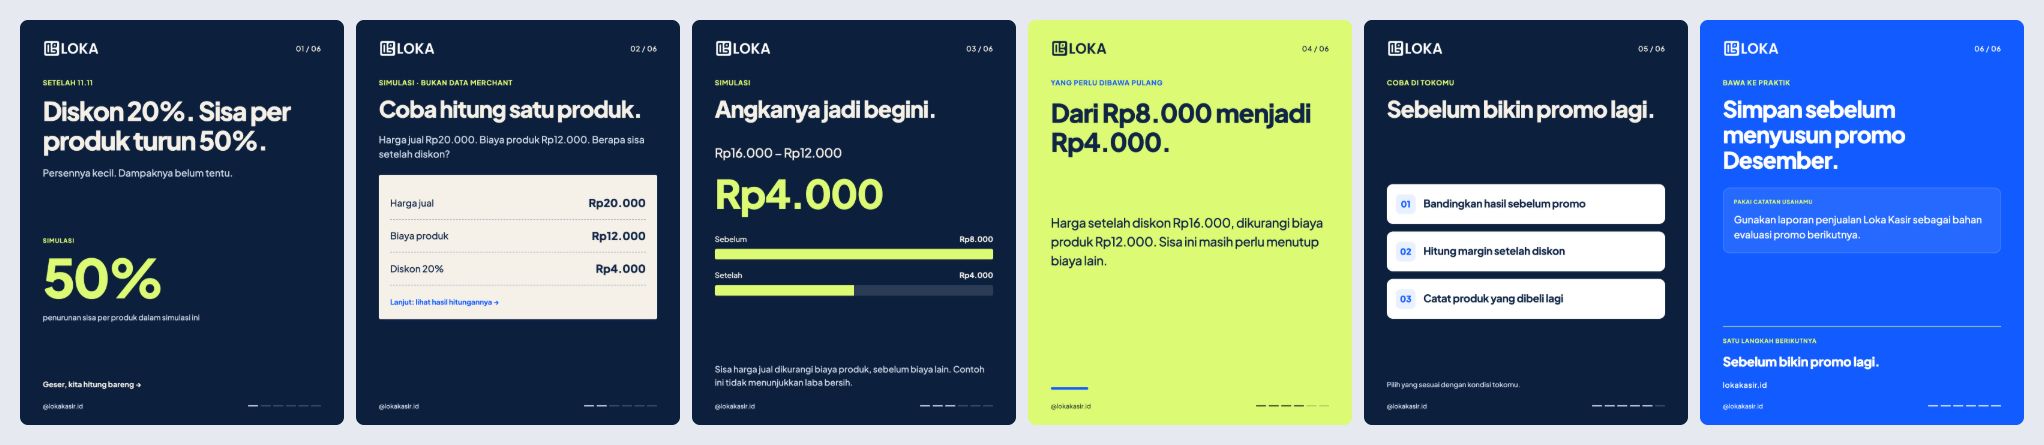 LOKA
01 / 06
SETELAH 11.11
Diskon 20%. Sisa per
produk turun 50%.
Persennya kecil. Dampaknya belum tentu.
SIMULASI
50%
penurunan sisa per produk dalam simulasi ini
Geser, kita hitung bareng →
@lokakasir.id
LOKA
02 / 06
SIMULASI · BUKAN DATA MERCHANT
Coba hitung satu produk.
Harga jual Rp20.000. Biaya produk Rp12.000. Berapa sisa
setelah diskon?
Harga jual Rp20.000
Biaya produk Rp12.000
Diskon 20% Rp4.000
Lanjut: lihat hasil hitungannya →
@lokakasir.id
LOKA
03 / 06
SIMULASI
Angkanya jadi begini.
Rp16.000 – Rp12.000
Rp4.000
Sebelum Rp8.000
Setelah Rp4.000
Sisa harga jual dikurangi biaya produk, sebelum biaya lain. Contoh
ini tidak menunjukkan laba bersih.
@lokakasir.id
LOKA
04 / 06
YANG PERLU DIBAWA PULANG
Dari Rp8.000 menjadi
Rp4.000.
Harga setelah diskon Rp16.000, dikurangi biaya
produk Rp12.000. Sisa ini masih perlu menutup
biaya lain.
@lokakasir.id
LOKA
05 / 06
COBA DI TOKOMU
Sebelum bikin promo lagi.
01 Bandingkan hasil sebelum promo
02 Hitung margin setelah diskon
03 Catat produk yang dibeli lagi
Pilih yang sesuai dengan kondisi tokomu.
@lokakasir.id
LOKA
06 / 06
BAWA KE PRAKTIK
Simpan sebelum
menyusun promo
Desember.
PAKAI CATATAN USAHAMU
Gunakan laporan penjualan Loka Kasir sebagai bahan
evaluasi promo berikutnya.
SATU LANGKAH BERIKUTNYA
Sebelum bikin promo lagi.
lokakasir.id
@lokakasir.id